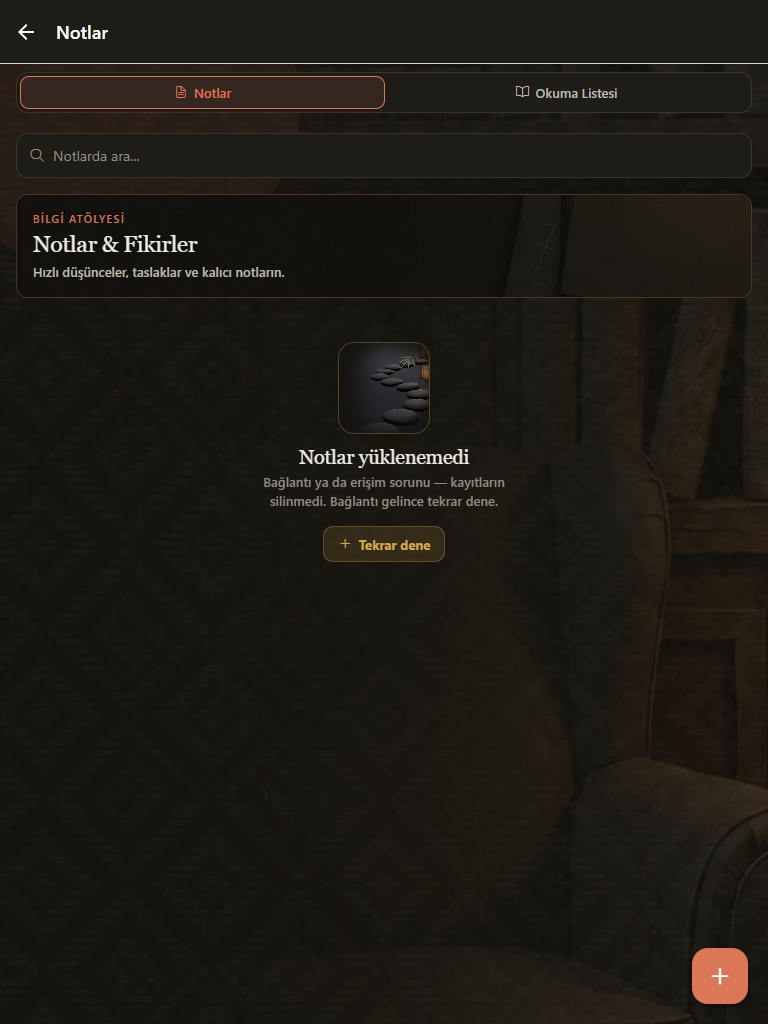 Notlar
Notlar
Okuma Listesi
Notlarda ara...
BİLGİ ATÖLYESİ
Notlar & Fikirler
Hızlı düşünceler, taslaklar ve kalıcı notların.
Notlar yüklenemedi
Bağlantı ya da erişim sorunu — kayıtların
silinmedi. Bağlantı gelince tekrar dene.
Tekrar dene